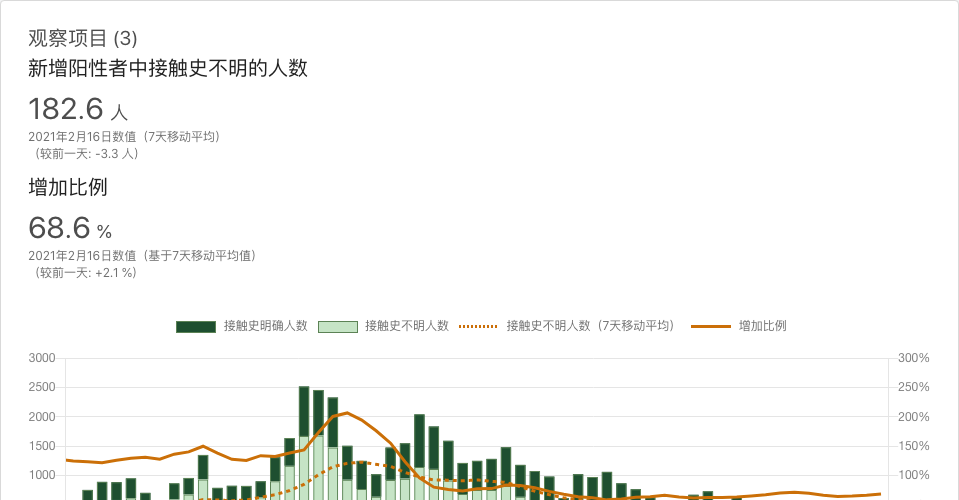 观察项目 (3)
新增阳性者中接触史不明的人数
182.6 人
2021年2月16日数值（7天移动平均）
（较前一天: -3.3 人）
增加比例
68.6 %
2021年2月16日数值（基于7天移动平均值）
（较前一天: +2.1 %）
接触史明确人数 接触史不明人数 接触史不明人数（7天移动平均） 增加比例
3000 300%
2500 250%
2000 200%
1500 150%
1000 100%